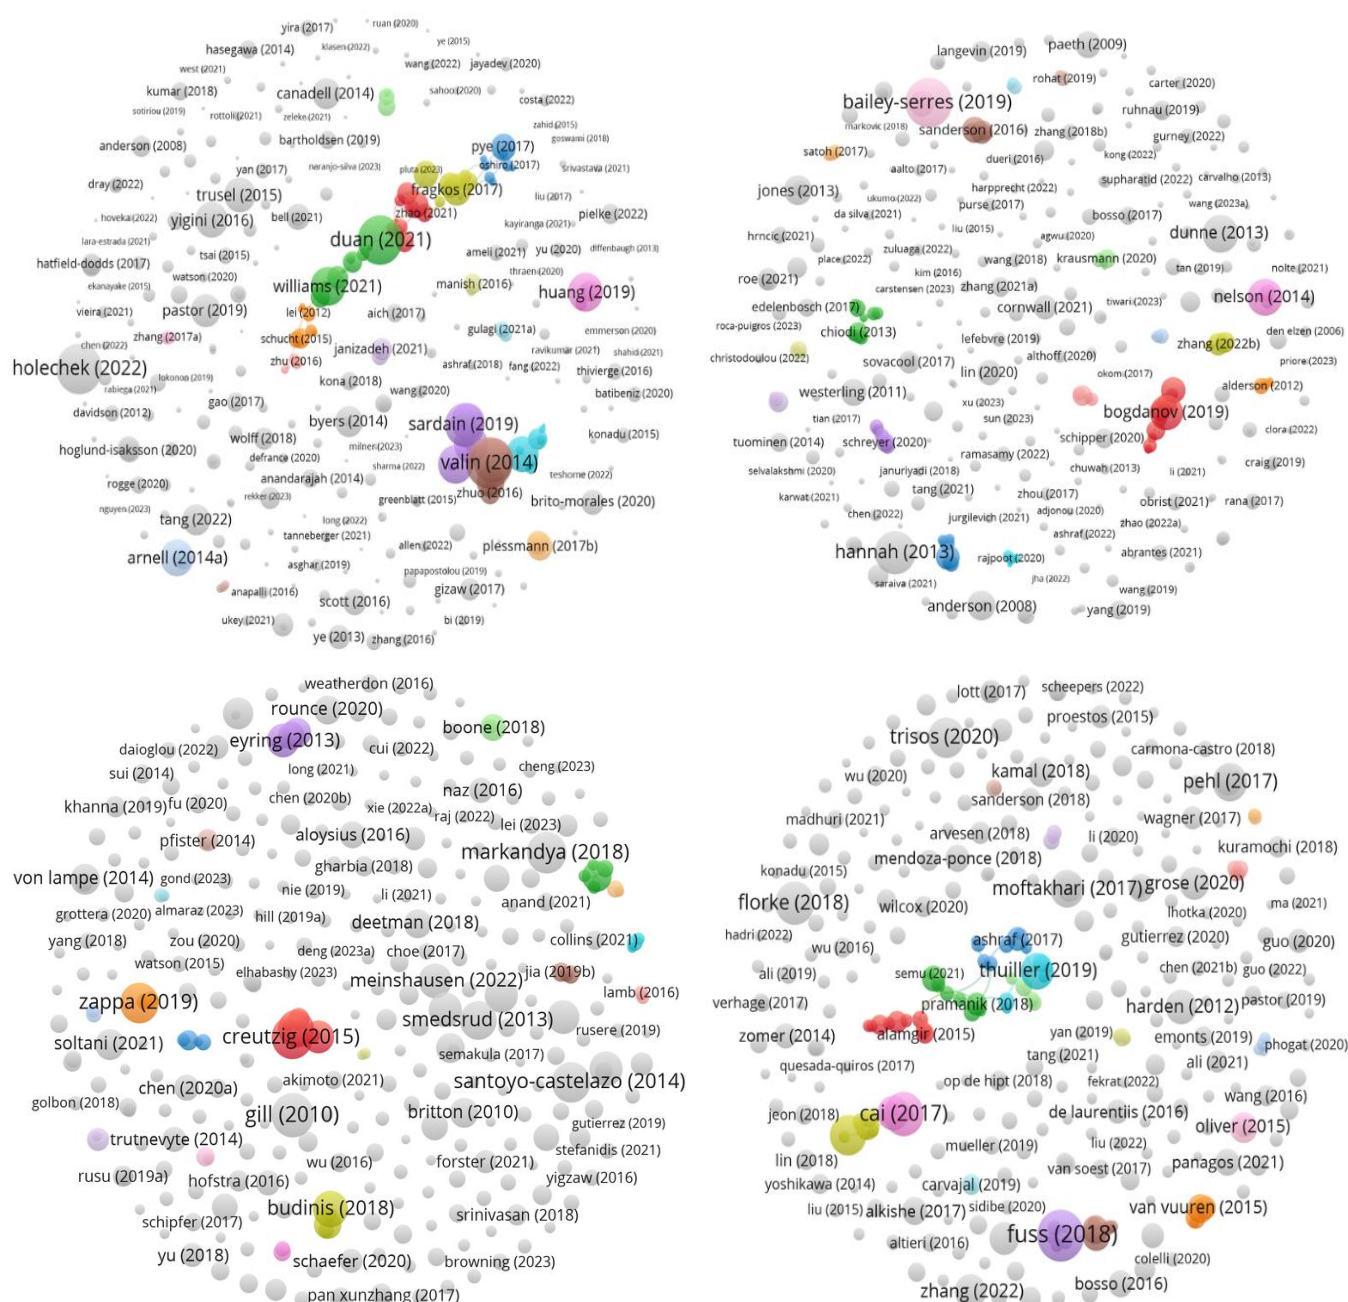 yira (2017)
ruan (2020)
hasegawa (2014)
klasen (2022)
ye (2015)
west (2021)
wang (2022)
jayadev (2020)
kumar (2018)
canadell (2014)
sahoo(2020)
costa (2022)
sotiriou (2019)
rottoli(2021)
zeleke (2021)
zahid (2015)
anderson (2008)
bartholdsen (2019)
pye (2017)
goswami (2018)
yan (2017)
naranjo-silva (2023)
pluta (2023)
oshiro (2017)
srivastava (2021)
dray (2022)
trusel (2015)
fragkos (2017)
liu (2017)
hoveka (2022)
yigini (2016)
bell (2021)
zhao (2021)
kayiranga (2021)
pielke (2022)
lara-estrada (2021)
duan (2021)
ameli (2021)
yu (2020)
diffenbaugh (2013)
hatfield-dodds (2017)
tsai (2015)
watson (2020)
thraen (2020)
ekanayake (2015)
williams (2021)
manish (2016)
huang (2019)
vieira (2021)
pastor (2019)
lei (2012)
aich (2017)
chen (2022)
zhang (2017a)
schucht (2015)
janizadeh (2021)
gulagi (2021a)
emmerson (2020)
holechek (2022)
lokonon (2019)
zhu (2016)
ashraf (2018)
fang (2022)
ravikumar (2021)
shahid (2021)
thivierge (2016)
rabiega (2021)
kona (2018)
wang (2020)
batibeniz (2020)
davidson (2012)
gao (2017)
byers (2014)
sardain (2019)
konadu (2015)
hoglund-isaksson (2020)
wolff (2018)
milner(2023)
defrance (2020)
sharma (2022)
valin (2014)
teshome (2022)
rogge (2020)
anandarajah (2014)
rekker (2023)
greenblatt (2015)
zhuo (2016)
brito-morales (2020)
nguyen (2023)
tang (2022)
long (2022)
tanneberger (2021)
allen (2022)
plessmann (2017b)
arnell (2014a)
asghar (2019)
papapostolou (2019)
anapalli (2016)
scott (2016)
gizaw (2017)
ukey (2021)
ye (2013)
zhang (2016)
bi (2019)
langevin (2019)
paeth (2009)
rohat (2019)
carter (2020)
bailey-serres (2019)
markovic (2018)
sanderson (2016)
zhang (2018b)
ruhnau (2019)
gurney (2022)
satoh (2017)
aalto (2017)
dueri (2016)
kong (2022)
jones (2013)
ukumo (2022)
harpprecht (2022)
supharatid (2022)
carvalho (2013)
da silva (2021)
purse (2017)
bosso (2017)
wang (2023a)
hrncic (2021)
liu (2015)
agwu(2020)
dunne (2013)
place (2022)
zuluaga (2022)
wang (2018)
krausmann (2020)
roe (2021)
kim (2016)
tan (2019)
nolte (2021)
carstensen (2023)
zhang (2021a)
edelenbosch (2017)
cornwall (2021)
tiwari (2023)
nelson (2014)
roca-puigros (2023)
chiodi (2013)
lefebvre (2019)
zhang (2022b)
den elzen (2006)
christodoulou (2022)
sovacool (2017)
lin (2020)
althoff (2020)
okom (2017)
priore (2023)
westerling (2011)
xu (2023)
alderson (2012)
tian (2017)
sun (2023)
bogdanov (2019)
tuominen (2014)
schreyer (2020)
ramasamy (2022)
schipper (2020)
clora (2022)
selvalakshmi (2020)
januriyadi (2018)
chuwah (2013)
li (2021)
craig (2019)
karwat (2021)
tang (2021)
zhou (2017)
obrist (2021)
rana (2017)
chen (2022)
jurgilevich (2021)
adjonou (2020)
zhao (2022a)
hannah (2013)
ashraf (2022)
abrantes (2021)
rajpoot (2020)
saraiva (2021)
jha (2022)
wang (2019)
anderson (2008)
yang (2019)
weatherdon (2016)
rounce (2020)
eyring (2013)
boone (2018)
daioglou (2022)
cui (2022)
sui (2014)
long (2021)
cheng (2023)
khanna (2019)
fu (2020)
chen (2020b)
xie (2022a)
naz (2016)
raj (2022)
lei (2023)
pfister (2014)
aloysius (2016)
gharbia (2018)
markandya (2018)
von lampe (2014)
gond (2023)
nie (2019)
li (2021)
anand (2021)
grottera (2020)
almaraz (2023)
hill (2019a)
deetman (2018)
yang (2018)
zou (2020)
deng (2023a)
choe (2017)
collins (2021)
watson (2015)
elhabashy (2023)
meinshausen (2022)
jia (2019b)
zappa (2019)
lamb (2016)
soltani (2021)
creutzig (2015)
smedsrud (2013)
rusere (2019)
semakula (2017)
chen (2020a)
akimoto (2021)
santoyo-castelazo (2014)
golbon (2018)
gill (2010)
britton (2010)
trutnevyte (2014)
gutierrez (2019)
stefanidis (2021)
rusu (2019a)
hofstra (2016)
wu (2016)
forster (2021)
yigzaw (2016)
schipfer (2017)
budinis (2018)
srinivasan (2018)
yu (2018)
schaefer (2020)
browning (2023)
pan xunzhang (2017)
lott (2017)
scheepers (2022)
proestos (2015)
trisos (2020)
carmona-castro (2018)
wu (2020)
kamal (2018)
pehl (2017)
sanderson (2018)
madhuri (2021)
arvesen (2018)
li (2020)
wagner (2017)
kuramochi (2018)
konadu (2015)
mendoza-ponce (2018)
moftakhari (2017)
grose (2020)
florke (2018)
wilcox (2020)
lhotka (2020)
ma (2021)
hadri (2022)
wu (2016)
ashraf (2017)
gutierrez (2020)
guo (2020)
ali (2019)
semu (2021)
thuiller (2019)
chen (2021b)
guo (2022)
verhage (2017)
pramanik (2018)
harden (2012)
pastor (2019)
zomer (2014)
alamgir (2015)
yan (2019)
emonts (2019)
phogat (2020)
quesada-quiros (2017)
tang (2021)
ali (2021)
op de hipt (2018)
fekrat (2022)
wang (2016)
jeon (2018)
cai (2017)
de laurentiis (2016)
oliver (2015)
lin (2018)
mueller (2019)
liu (2022)
van soest (2017)
panagos (2021)
yoshikawa (2014)
carvajal (2019)
liu (2015)
alkishe (2017)
sidibe (2020)
van vuuren (2015)
altieri (2016)
fuss (2018)
colelli (2020)
zhang (2022)
bosso (2016)